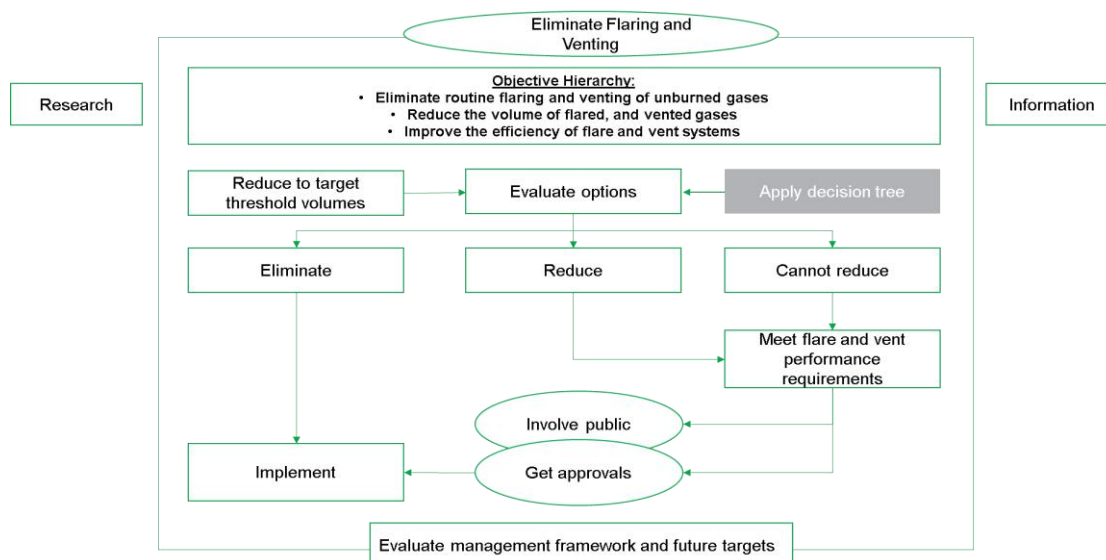 Eliminate Flaring and
Venting
Research
Information
Objective Hierarchy:
• Eliminate routine flaring and venting of unburned gases
• Reduce the volume of flared, and vented gases
• Improve the efficiency of flare and vent systems
Reduce to target
threshold volumes
Evaluate options
Apply decision tree
Eliminate
Reduce
Cannot reduce
Meet flare and vent
performance
requirements
Involve public
Get approvals
Implement
Evaluate management framework and future targets